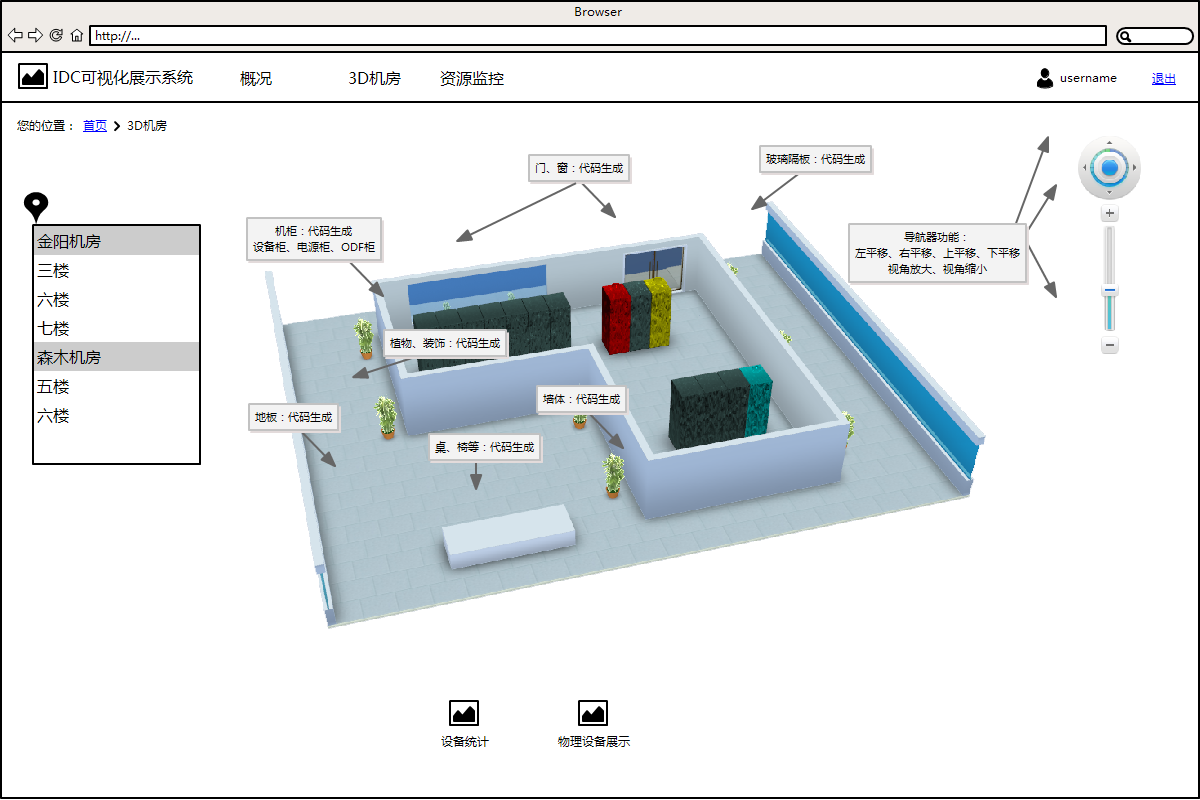 Browser
http://...
IDC可视化展示系统
概况
3D机房
资源监控
username
退出
您的位置： 首页 3D机房
门、窗：代码生成
玻璃隔板：代码生成
机柜：代码生成
设备柜、电源柜、ODF柜
导航器功能：
左平移、右平移、上平移、下平移
视角放大、视角缩小
金阳机房
三楼
六楼
七楼
森木机房
五楼
六楼
植物、装饰：代码生成
墙体：代码生成
地板：代码生成
桌、椅等：代码生成
设备统计
物理设备展示